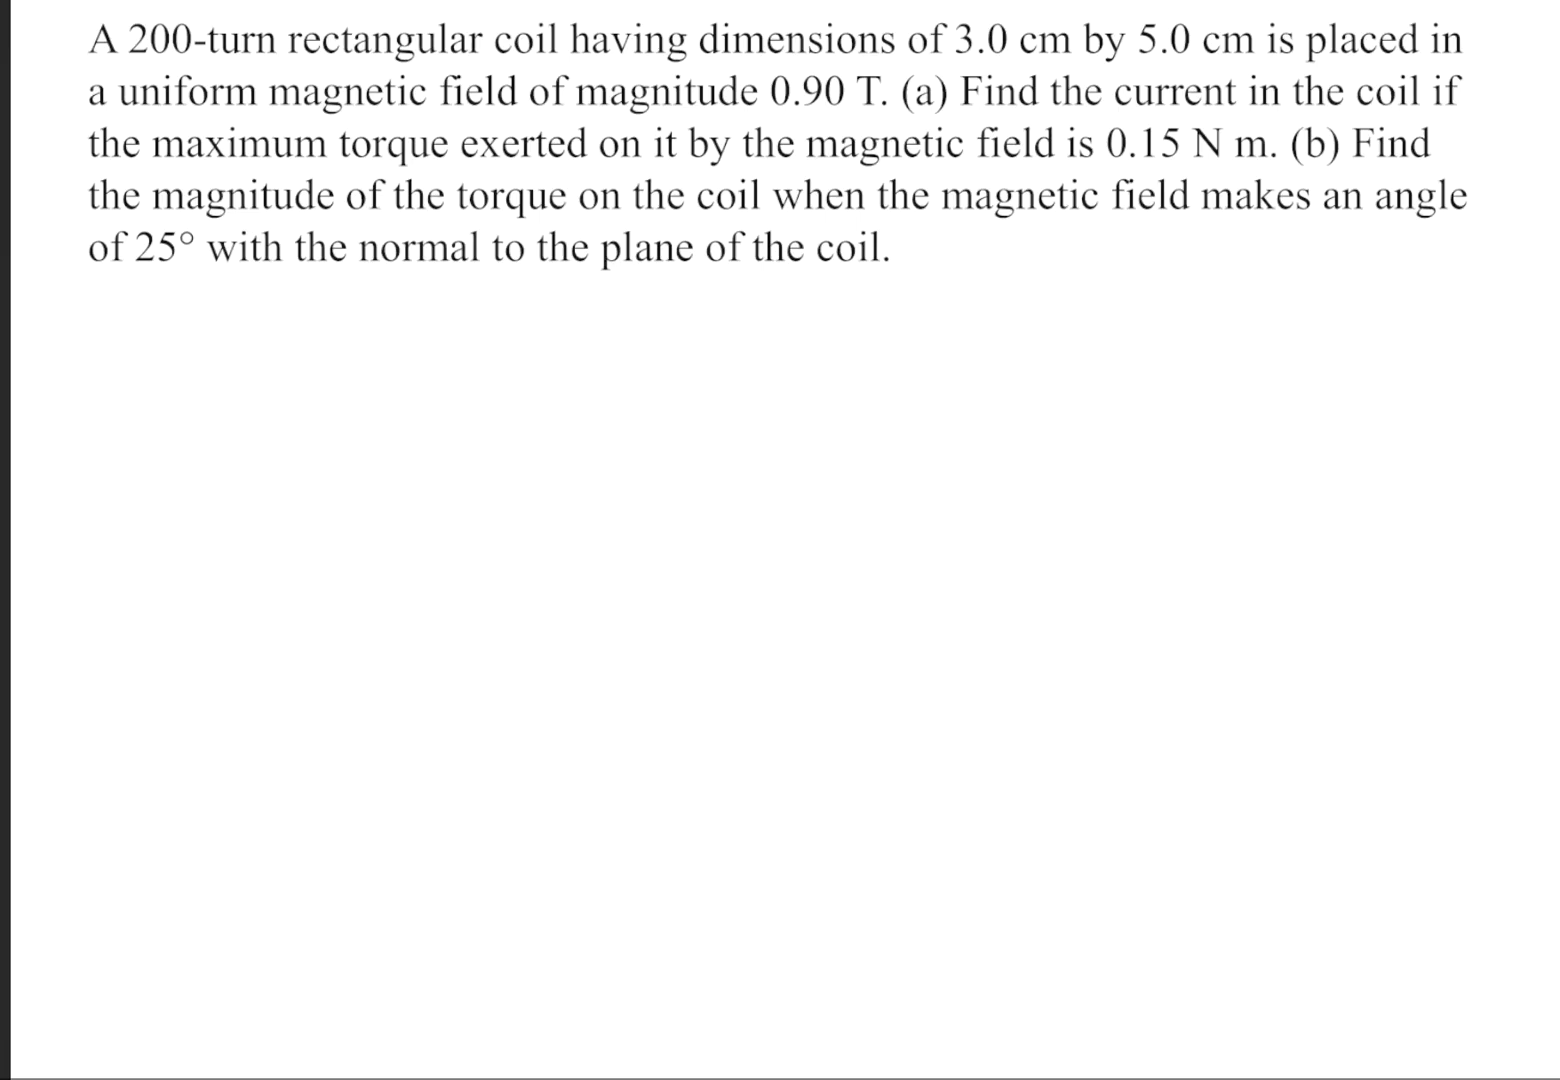 A 200-turn rectangular coil having dimensions of 3.0 cm by 5.0 cm is placed in
a uniform magnetic field of magnitude 0.90 T. (a) Find the current in the coil if
the maximum torque exerted on it by the magnetic field is 0.15 N m. (b) Find
the magnitude of the torque on the coil when the magnetic field makes an angle
of 25° with the normal to the plane of the coil.